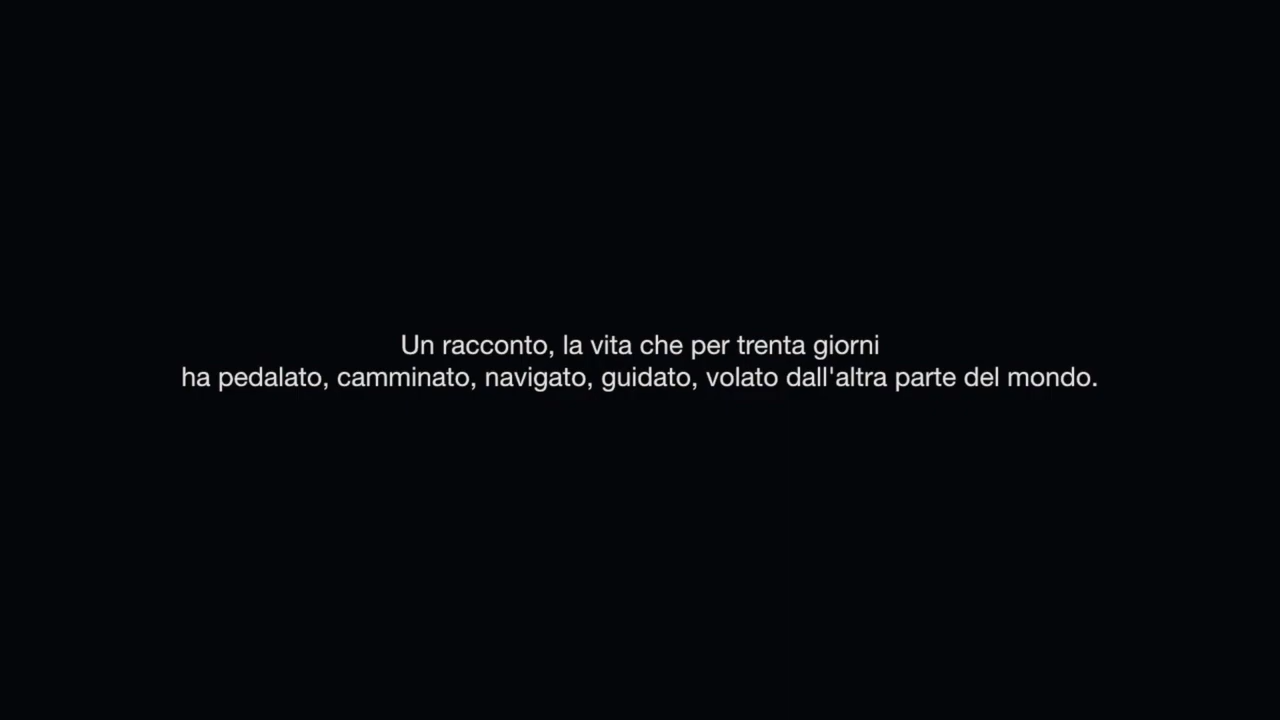 Un racconto, la vita che per trenta giorni
ha pedalato, camminato, navigato, guidato, volato dall'altra parte del mondo.